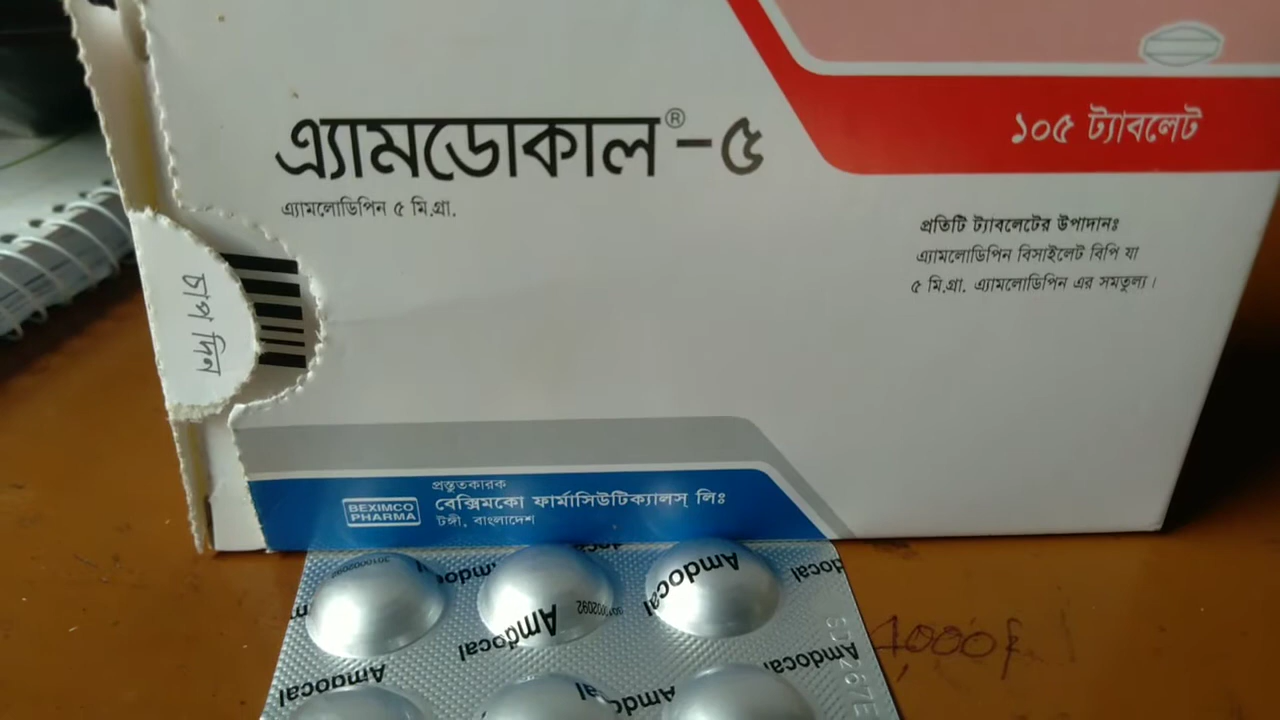 এ্যামডোকাল®-৫
এ্যামলোডিপিন ৫ মি.গ্রা.
১০৫ ট্যাবলেট
প্রতিটি ট্যাবলেটের উপাদানঃ
এ্যামলোডিপিন বিসাইলেট বিপি যা
৫ মি.গ্রা. এ্যামলোডিপিন এর সমতুল্য।
চাপ দিন
প্রস্তুতকারক
BEXIMCO
PHARMA
বেক্সিমকো ফার্মাসিউটিক্যালস্ লিঃ
টঙ্গী, বাংলাদেশ
Amdocal
Amdocal
Amdocal
Amdocal
Amdocal